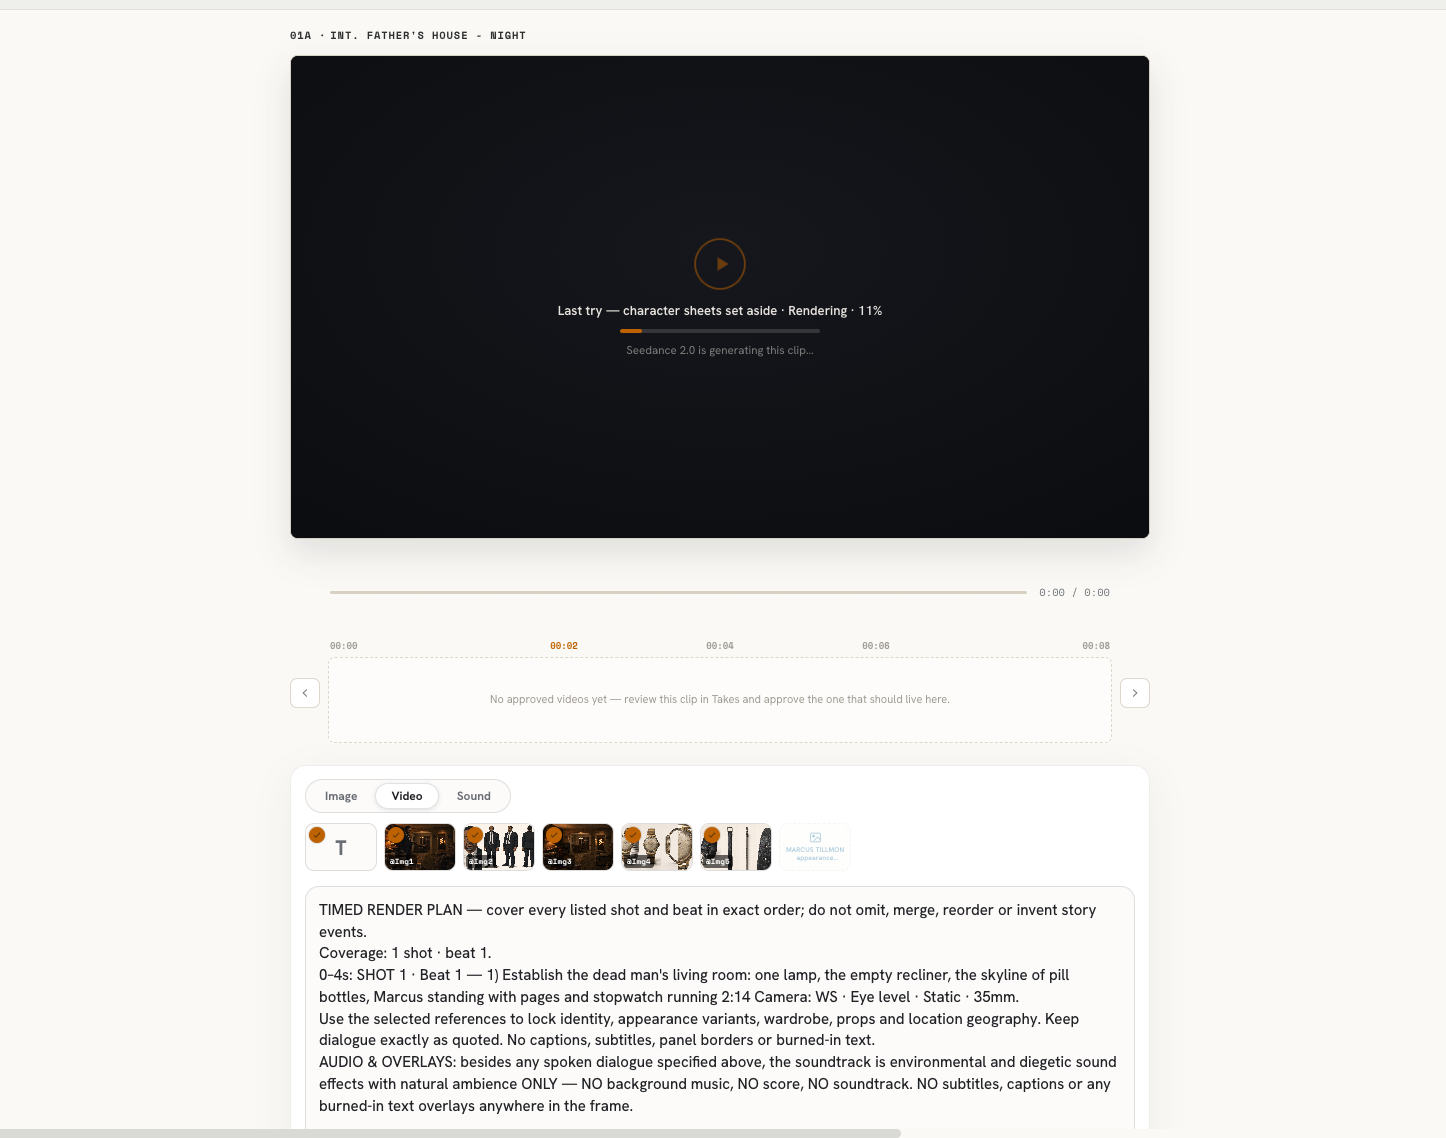 01A · INT. FATHER'S HOUSE - NIGHT
Last try — character sheets set aside · Rendering · 11%
Seedance 2.0 is generating this clip...
0:00 / 0:00
00:00 00:02 00:04 00:06 00:08
No approved videos yet — review this clip in Takes and approve the one that should live here.
Image Video Sound
T
@Img1 @Img2 @Img3 @Img4 @Img5
MARCUS TILLMON
appearance...
TIMED RENDER PLAN — cover every listed shot and beat in exact order; do not omit, merge, reorder or invent story
events.
Coverage: 1 shot · beat 1.
0–4s: SHOT 1 · Beat 1 — 1) Establish the dead man's living room: one lamp, the empty recliner, the skyline of pill
bottles, Marcus standing with pages and stopwatch running 2:14 Camera: WS · Eye level · Static · 35mm.
Use the selected references to lock identity, appearance variants, wardrobe, props and location geography. Keep
dialogue exactly as quoted. No captions, subtitles, panel borders or burned-in text.
AUDIO & OVERLAYS: besides any spoken dialogue specified above, the soundtrack is environmental and diegetic sound
effects with natural ambience ONLY — NO background music, NO score, NO soundtrack. NO subtitles, captions or any
burned-in text overlays anywhere in the frame.